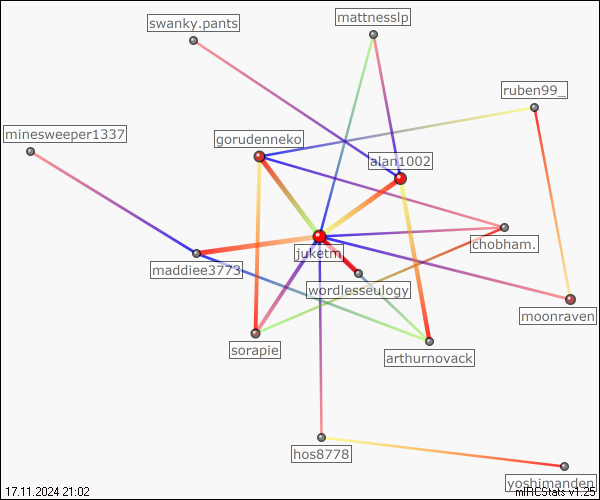 swanky.pants
mattnesslp
ruben99_
minesweeper1337
gorudenneko
alan1002
chobham.
juketm
maddiee3773
wordlesseulogy
moonraven
sorapie
arthurnovack
hos8778
yoshimanden
17.11.2024 21:02
mIRCStats v1.25